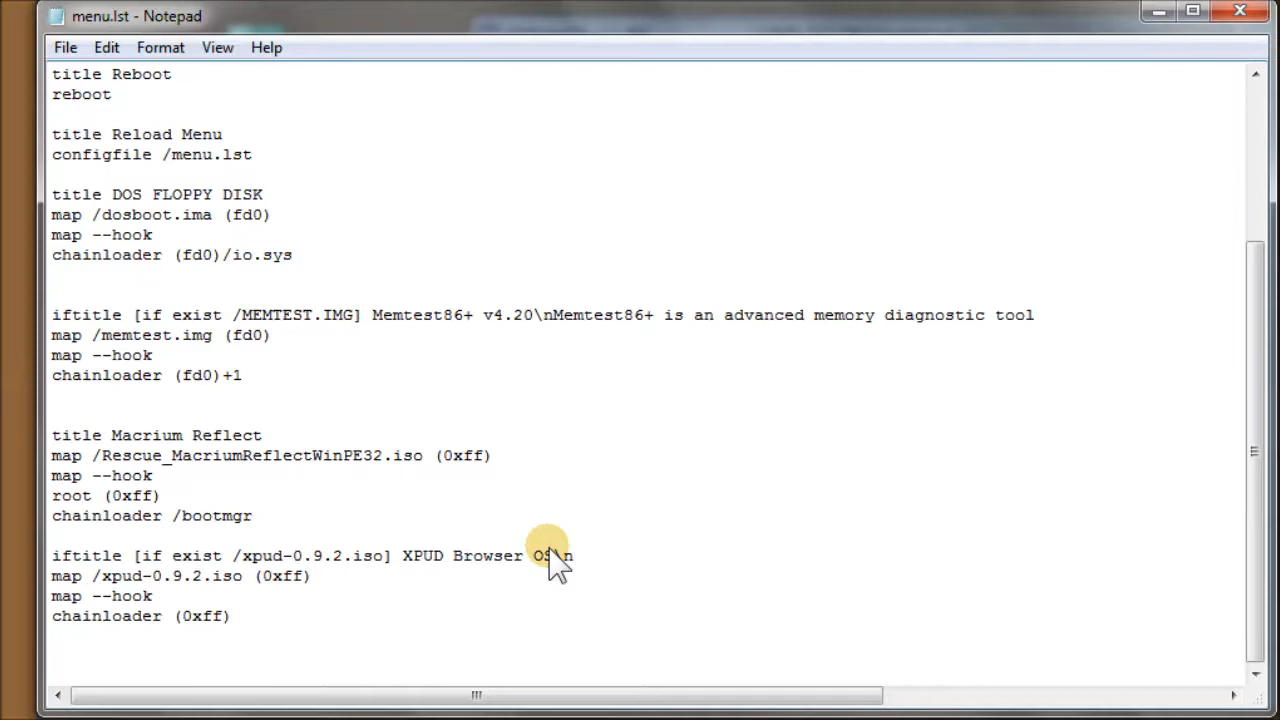 menu.lst - Notepad
File Edit Format View Help
title Reboot
reboot
title Reload Menu
configfile /menu.lst
title DOS FLOPPY DISK
map /dosboot.ima (fd0)
map --hook
chainloader (fd0)/io.sys
iftitle [if exist /MEMTEST.IMG] Memtest86+ v4.20\nMemtest86+ is an advanced memory diagnostic tool
map /memtest.img (fd0)
map --hook
chainloader (fd0)+1
title Macrium Reflect
map /Rescue_MacriumReflectWinPE32.iso (0xff)
map --hook
root (0xff)
chainloader /bootmgr
iftitle [if exist /xpud-0.9.2.iso] XPUD Browser OS\n
map /xpud-0.9.2.iso (0xff)
map --hook
chainloader (0xff)